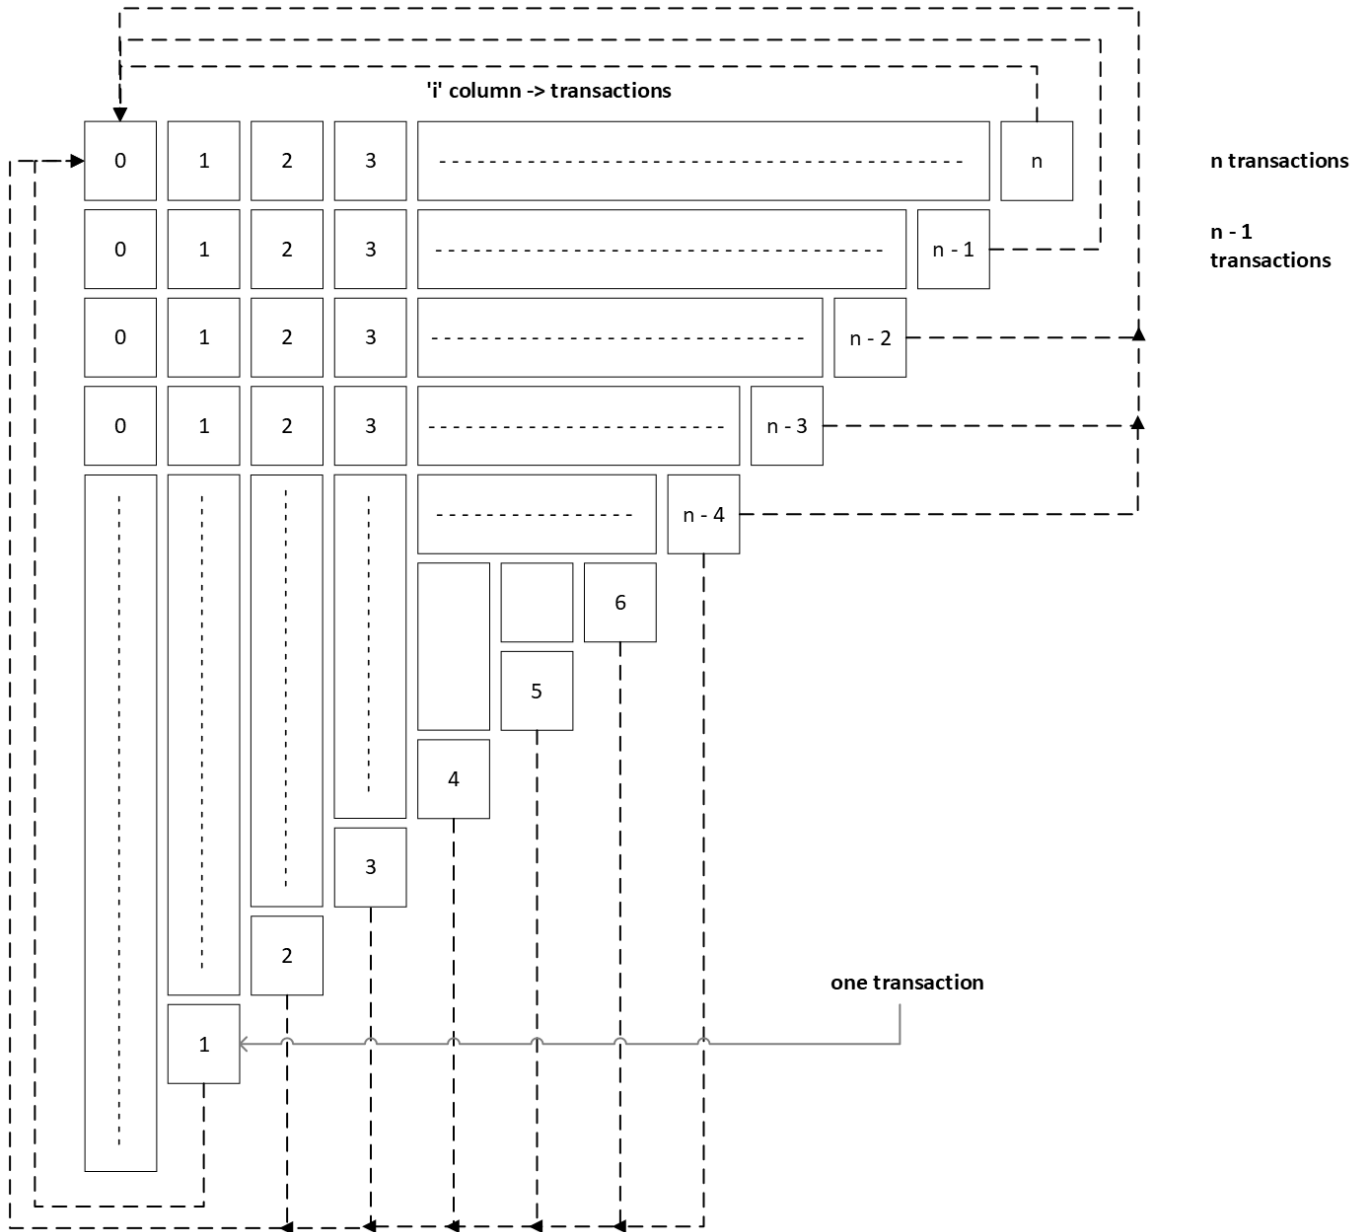 'i' column -> transactions
0 1 2 3 n n transactions
0 1 2 3 n - 1 n - 1
transactions
0 1 2 3 n - 2
0 1 2 3 n - 3
n - 4
6
5
4
3
2
one transaction
1